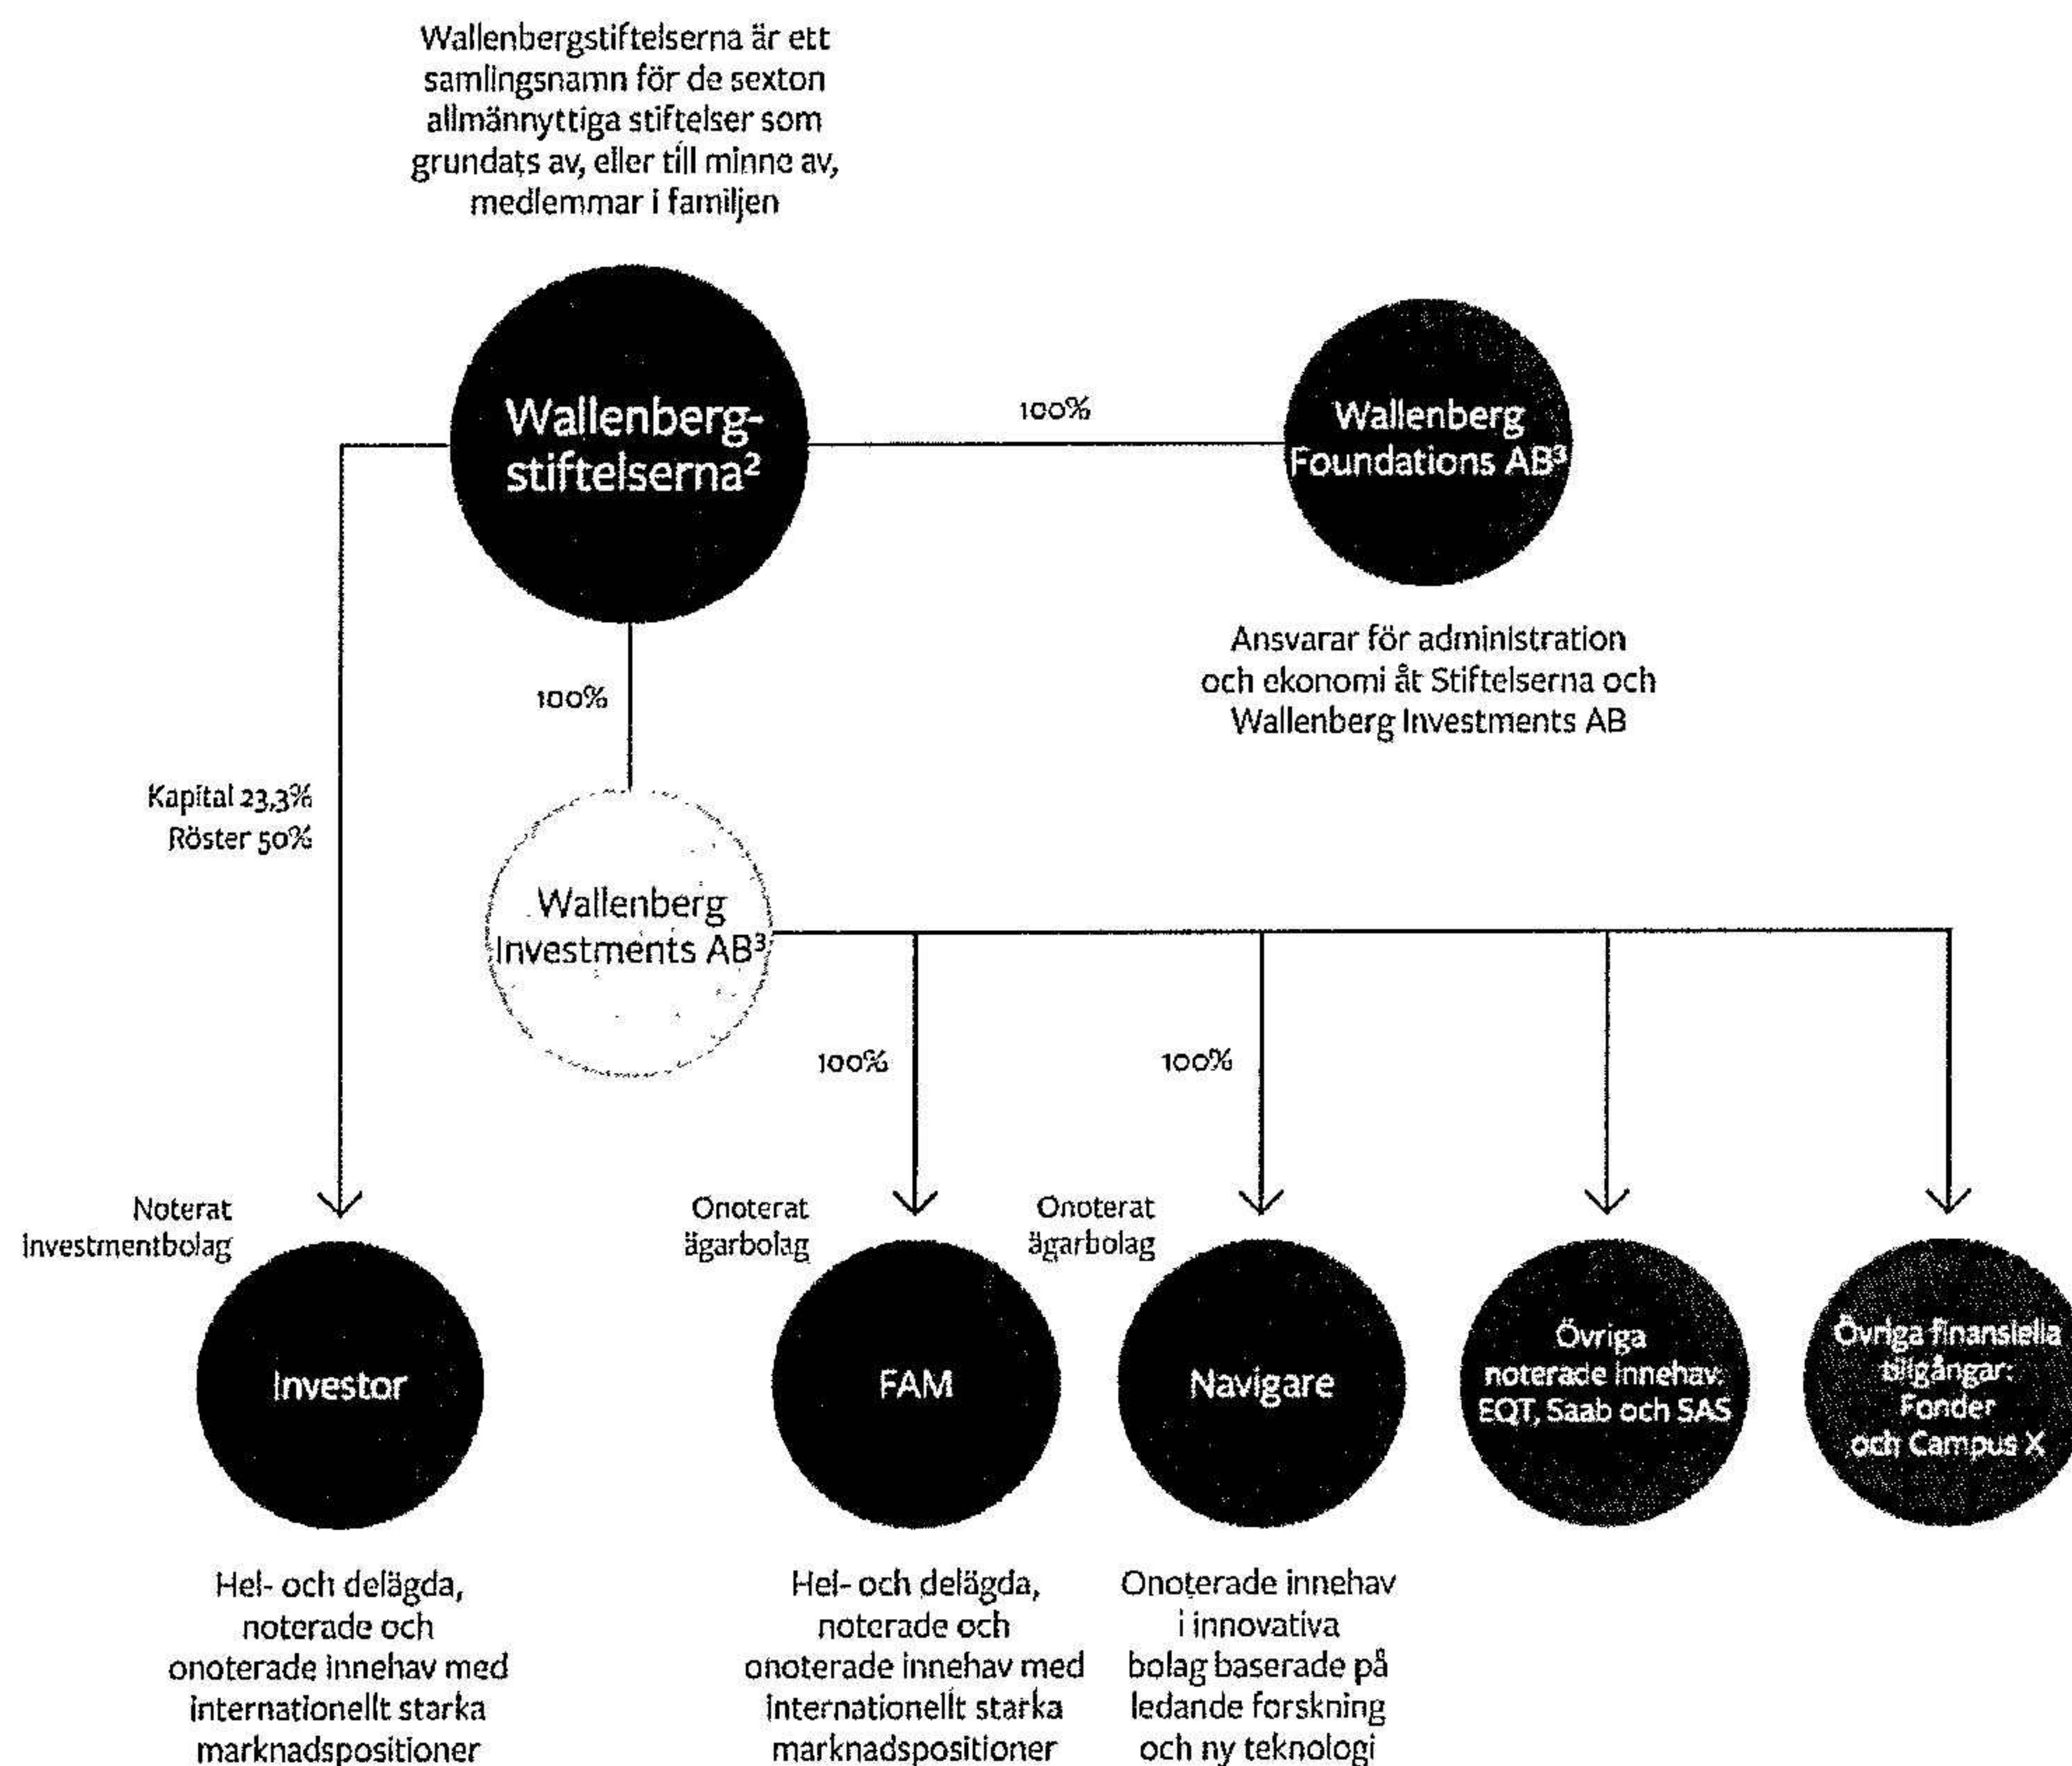 Wallenbergstiftelserna är ett
samlingsnamn för de sexton
allmännyttiga stiftelser som
grundats av, eller till minne av,
medlemmar i familjen
Wallenberg-
stiftelserna²
100%
Wallenberg
Foundations AB³
Ansvarar för administration
och ekonomi åt Stiftelserna och
Wallenberg Investments AB
100%
Kapital 23,3%
Röster 50%
Wallenberg
Investments AB³
100%
100%
Noterat
investmentbolag
Onoterat
ägarbolag
Onoterat
ägarbolag
Investor
FAM
Navigare
Övriga
noterade innehav:
EQT, Saab och SAS
Övriga finansiella
tillgångar:
Fonder
och Campus X
Hel- och delägda,
noterade och
onoterade innehav med
internationellt starka
marknadspositioner
Hel- och delägda,
noterade och
onoterade innehav med
internationellt starka
marknadspositioner
Onoterade innehav
i innovativa
bolag baserade på
ledande forskning
och ny teknologi